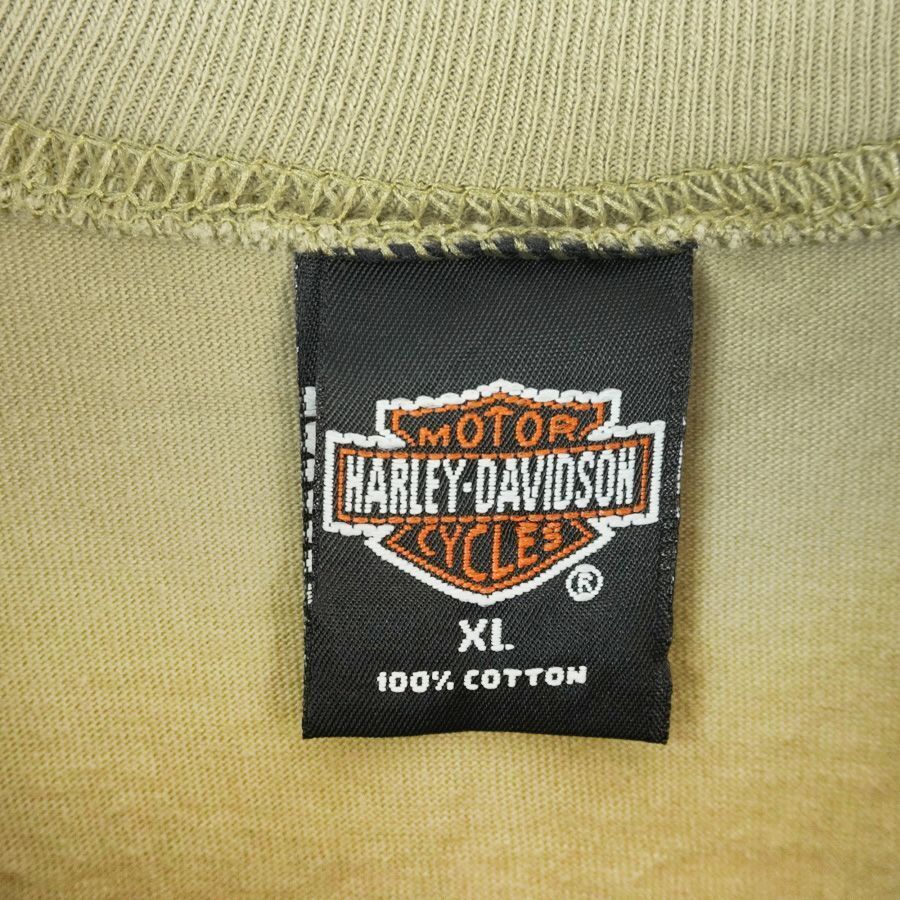 MOTOR
HARLEY-DAVIDSON
CYCLES
®
XL
100% COTTON